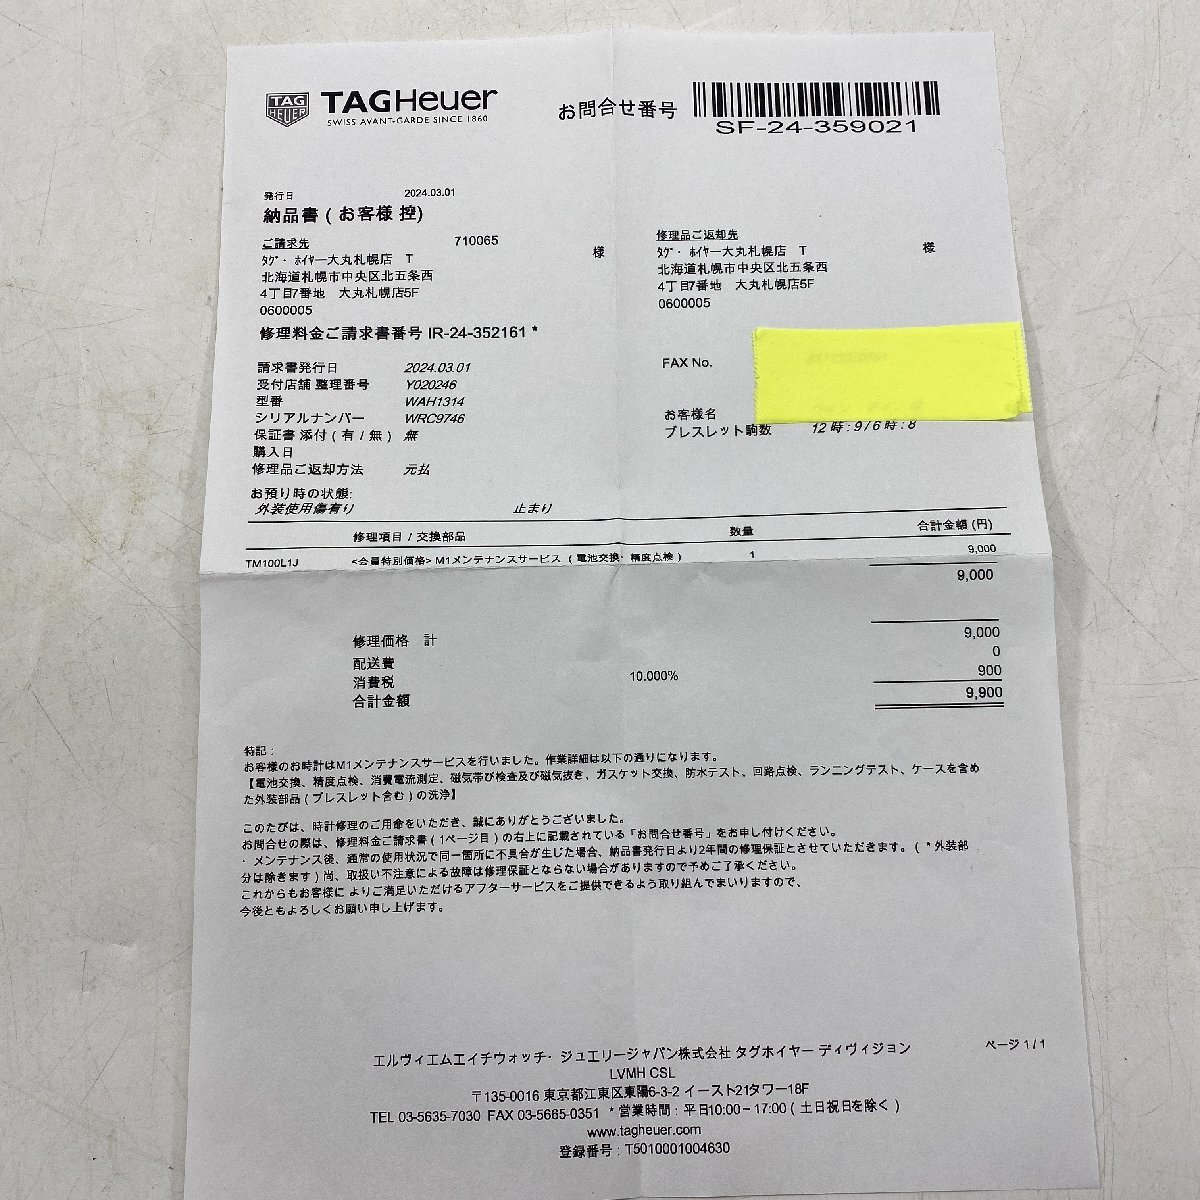 TAG HEUER TAGHeuer
SWISS AVANT-GARDE SINCE 1860
お問合せ番号
SF-24-359021
発行日 2024.03.01
納品書 ( お客様 控)
ご請求先 710065
ﾀｸﾞ・ ﾎｲﾔｰ大丸札幌店 T 様
北海道札幌市中央区北五条西
4丁目7番地 大丸札幌店5F
0600005
修理品ご返却先
ﾀｸﾞ・ ﾎｲﾔｰ大丸札幌店 T 様
北海道札幌市中央区北五条西
4丁目7番地 大丸札幌店5F
0600005
修理料金ご請求書番号 IR-24-352161 *
請求書発行日 2024.03.01
受付店舗 整理番号 Y020246
型番 WAH1314
シリアルナンバー WRC9746
保証書 添付 ( 有 / 無 ) 無
購入日
修理品ご返却方法 元払
FAX No.
お客様名
ブレスレット駒数 12時 : 9 / 6時 : 8
お預り時の状態:
外装使用傷有り 止まり
修理項目 / 交換部品 数量 合計金額 (円)
TM100L1J <会員特別価格> M1メンテナンスサービス ( 電池交換・ 精度点検 ) 1 9,000
9,000
修理価格 計 9,000
配送費 0
消費税 10.000% 900
合計金額 9,900
特記 :
お客様のお時計はM1メンテナンスサービスを行いました。作業詳細は以下の通りになります。
【電池交換、精度点検、消費電流測定、磁気帯び検査及び磁気抜き、ガスケット交換、防水テスト、回路点検、ランニングテスト、ケースを含め
た外装部品 ( ブレスレット含む ) の洗浄】
このたびは、時計修理のご用命をいただき、誠にありがとうございました。
お問合せの際は、修理料金ご請求書 ( 1ページ目 ) の右上に記載されている「お問合せ番号」をお申し付けください。
・メンテナンス後、通常の使用状況で同一箇所に不具合が生じた場合、納品書発行日より2年間の修理保証とさせていただきます。( * 外装部
分は除きます ) 尚、取扱い不注意による故障は修理保証とならない場合がありますので予めご了承ください。
これからもお客様に よりご満足いただけるアフターサービスをご提供できるよう取り組んでまいりますので、
今後ともよろしくお願い申し上げます。
エルヴィエムエイチウォッチ・ジュエリージャパン株式会社 タグホイヤー ディヴィジョン
ページ 1 / 1
LVMH CSL
〒135-0016 東京都江東区東陽6-3-2 イースト21タワー18F
TEL 03-5635-7030 FAX 03-5665-0351 * 営業時間 : 平日10:00－17:00 ( 土日祝日を除く )
www.tagheuer.com
登録番号 : T5010001004630